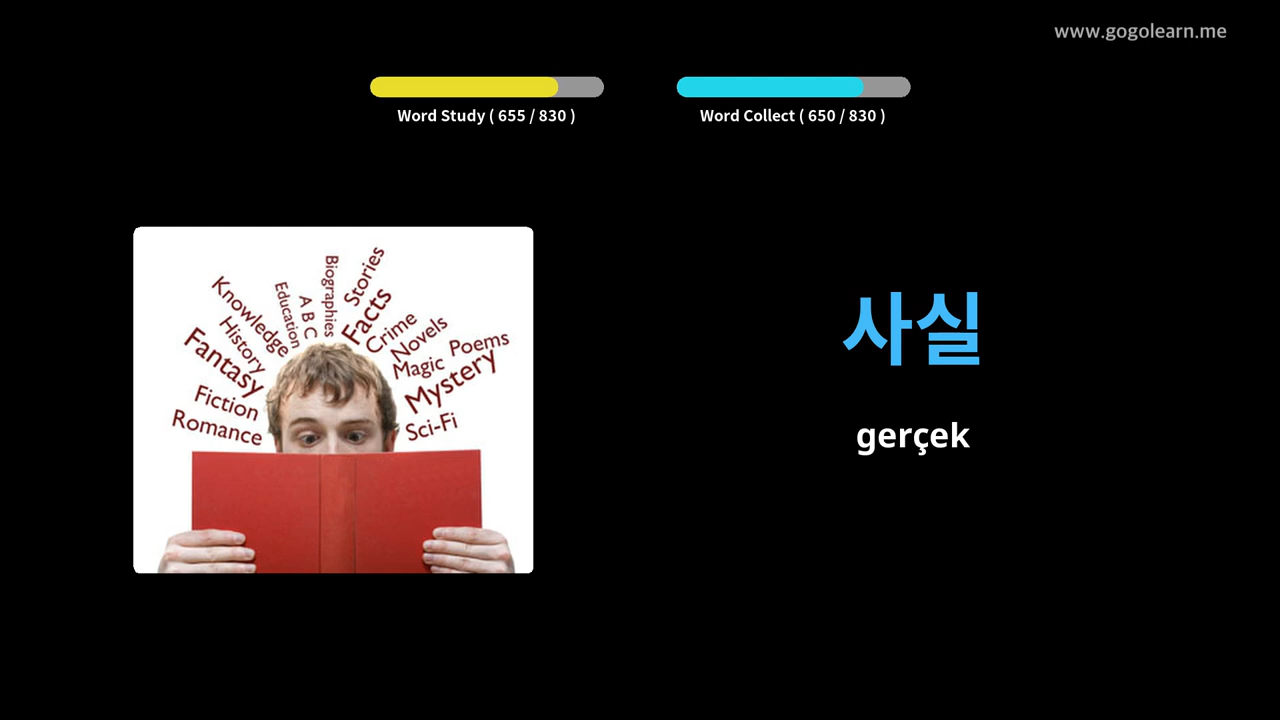 www.gogolearn.me
Word Study ( 655 / 830 )
Word Collect ( 650 / 830 )
Knowledge
Education
A B C
Biographies
Stories
Facts
History
Crime
Novels
Fantasy
Magic
Poems
Mystery
Fiction
Romance
Sci-Fi
사실
gerçek